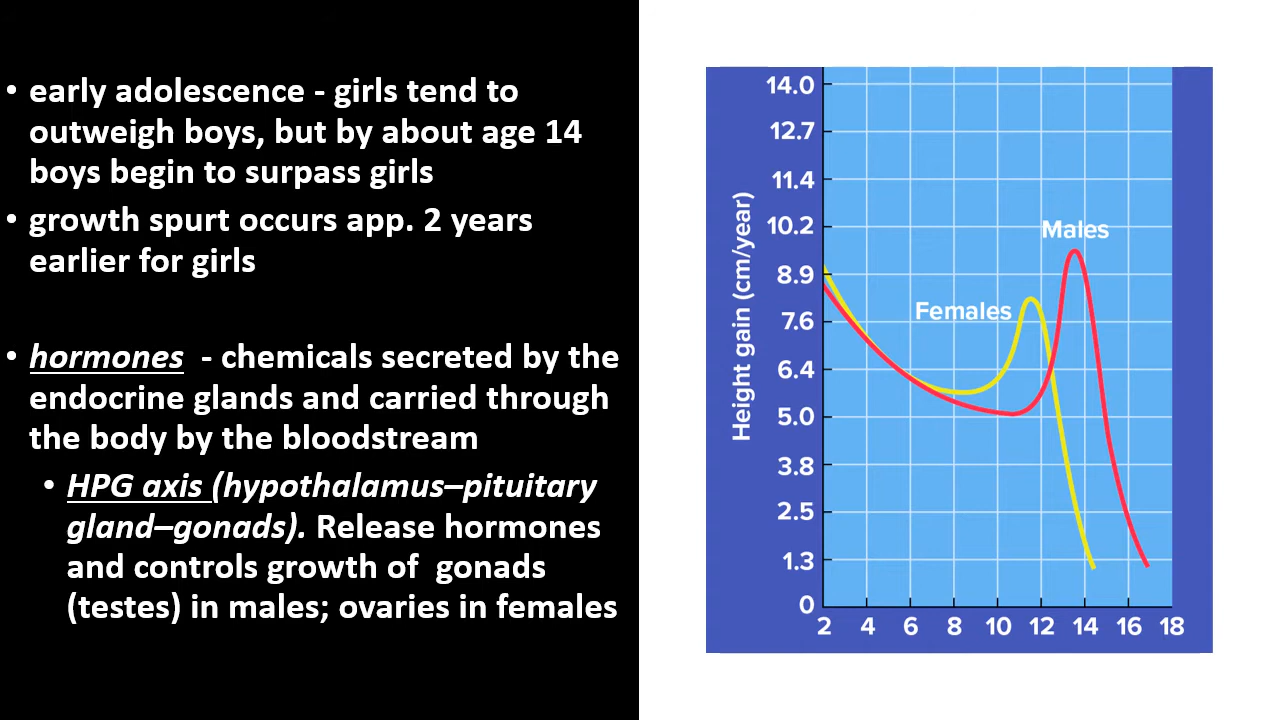 • early adolescence - girls tend to
outweigh boys, but by about age 14
boys begin to surpass girls
• growth spurt occurs app. 2 years
earlier for girls
• hormones - chemicals secreted by the
endocrine glands and carried through
the body by the bloodstream
• HPG axis (hypothalamus–pituitary
gland–gonads). Release hormones
and controls growth of gonads
(testes) in males; ovaries in females
Height gain (cm/year)
14.0
12.7
11.4
10.2
8.9
7.6
6.4
5.0
3.8
2.5
1.3
0
Males
Females
2 4 6 8 10 12 14 16 18